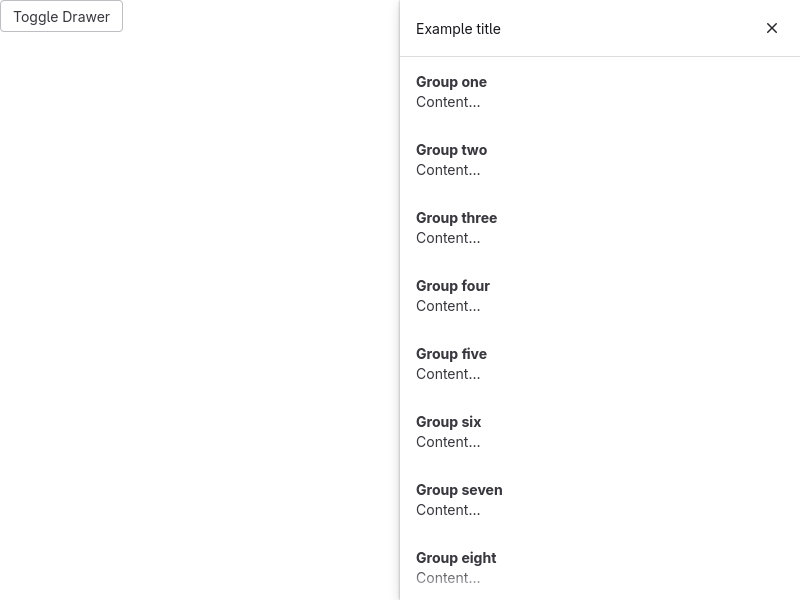 Toggle Drawer
Example title
Group one
Content...
Group two
Content...
Group three
Content...
Group four
Content...
Group five
Content...
Group six
Content...
Group seven
Content...
Group eight
Content...